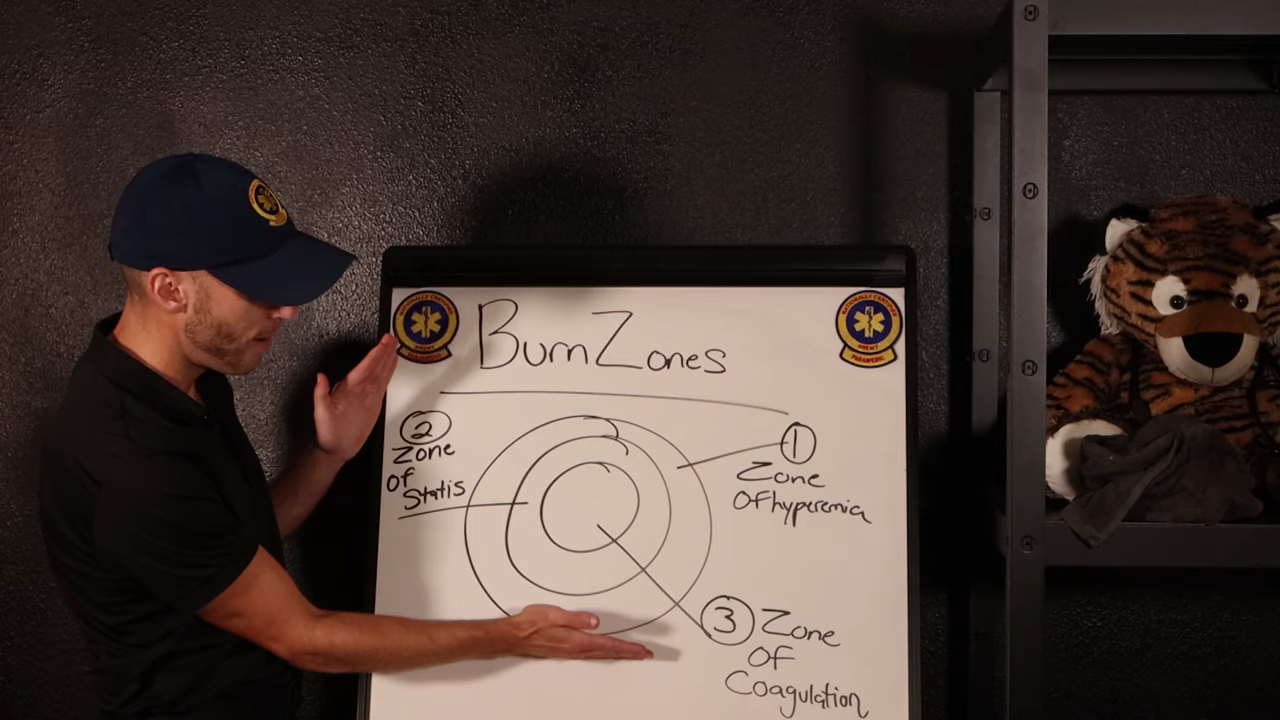 Burn Zones
2
Zone
Of
Statis
1
Zone
Of hyperemia
3 Zone
Of
Coagulation